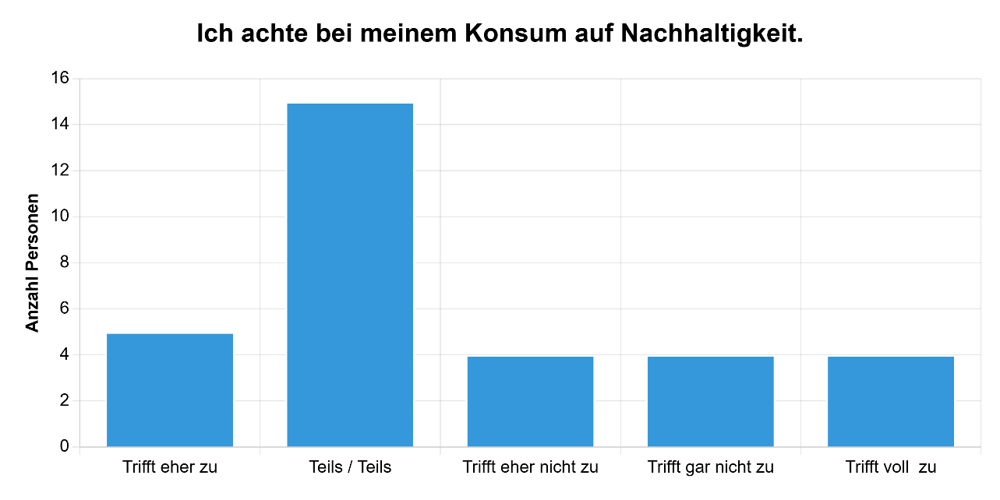 Ich achte bei meinem Konsum auf Nachhaltigkeit.
Anzahl Personen
16
14
12
10
8
6
4
2
0
Trifft eher zu
Teils / Teils
Trifft eher nicht zu
Trifft gar nicht zu
Trifft voll  zu